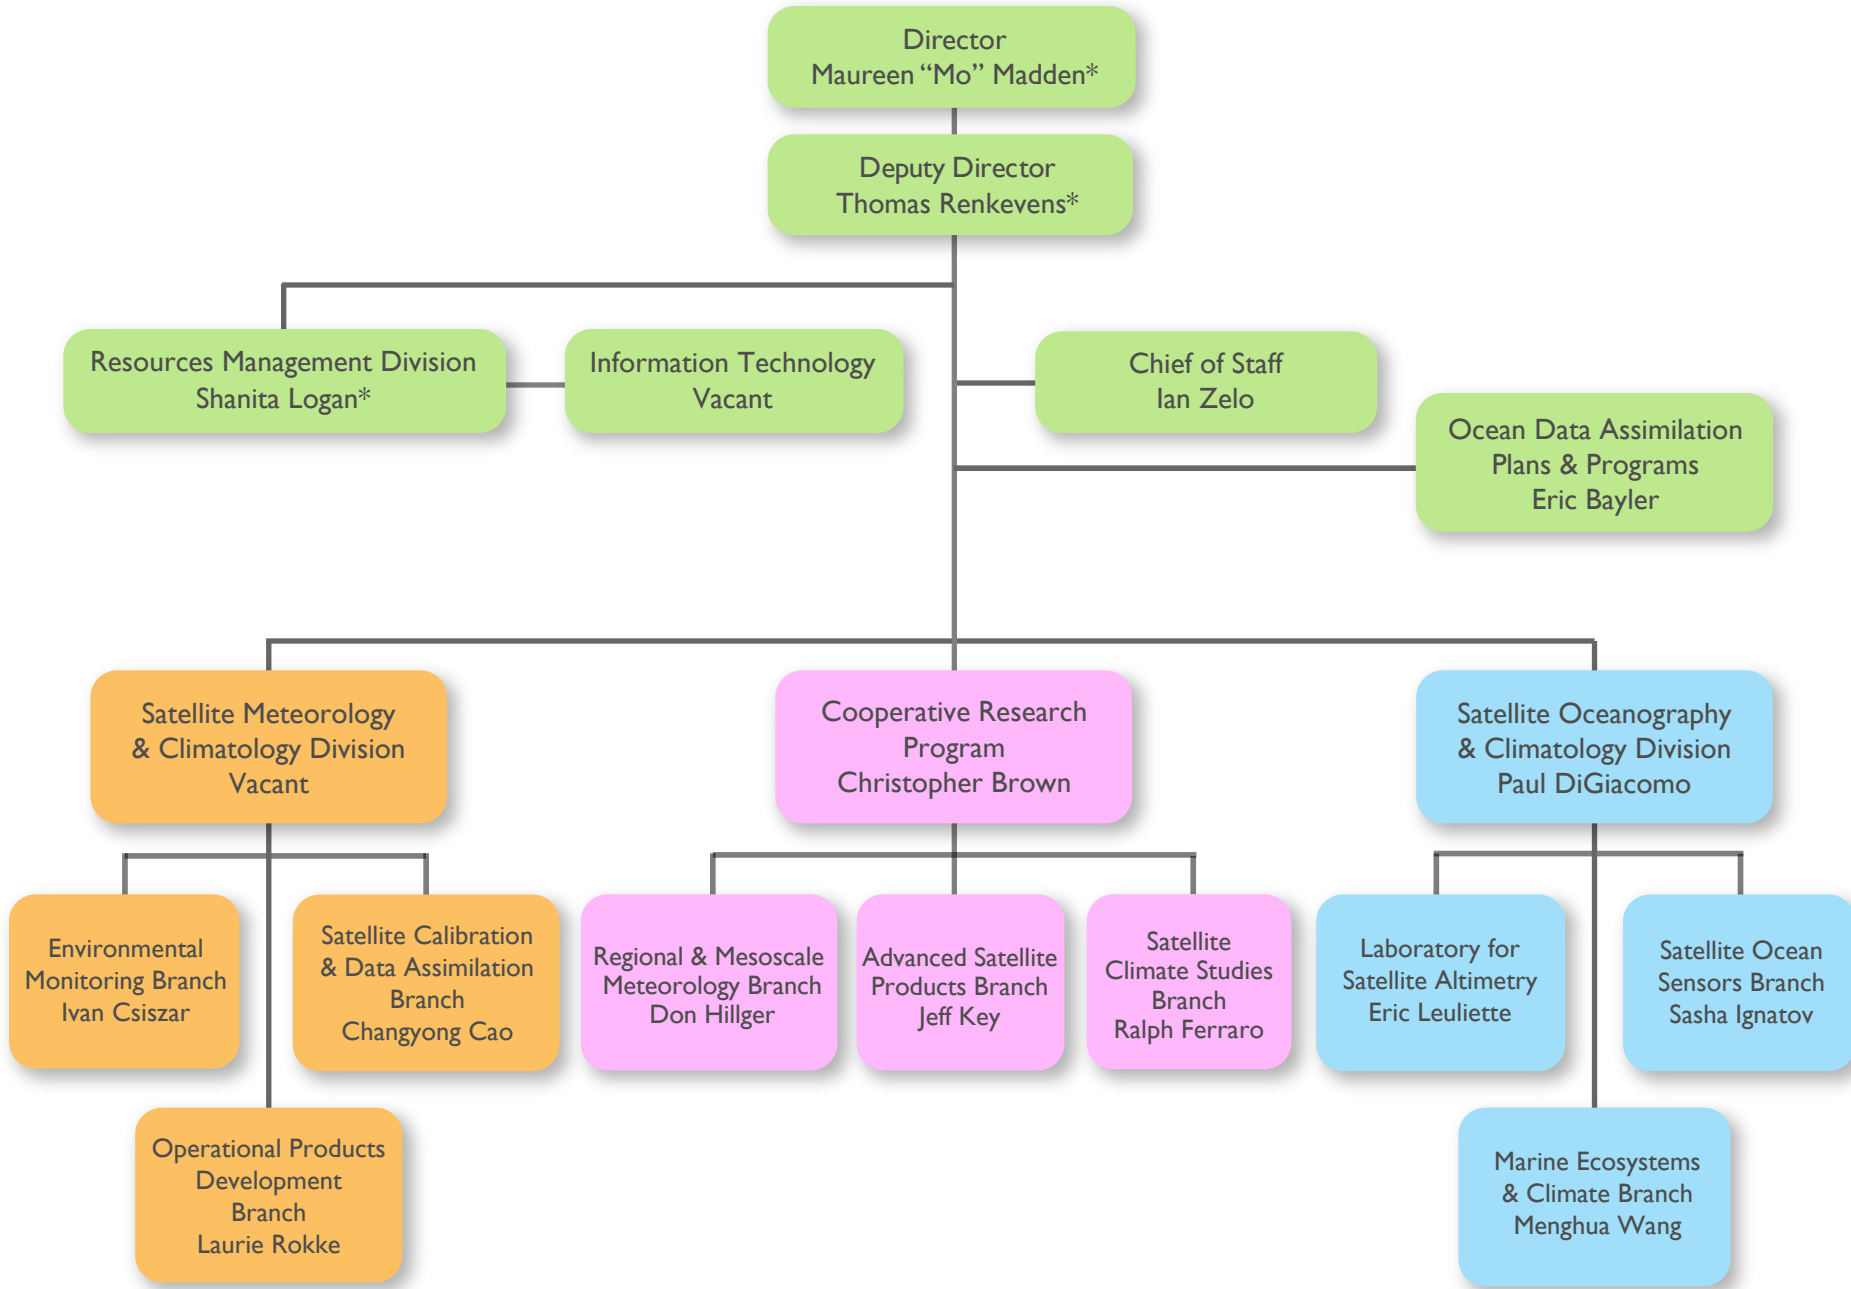 Director
Maureen “Mo” Madden*
Deputy Director
Thomas Renkevens*
Resources Management Division
Shanita Logan*
Information Technology
Vacant
Chief of Staff
Ian Zelo
Ocean Data Assimilation
Plans & Programs
Eric Bayler
Satellite Meteorology
& Climatology Division
Vacant
Cooperative Research
Program
Christopher Brown
Satellite Oceanography
& Climatology Division
Paul DiGiacomo
Environmental
Monitoring Branch
Ivan Csiszar
Satellite Calibration
& Data Assimilation
Branch
Changyong Cao
Regional & Mesoscale
Meteorology Branch
Don Hillger
Advanced Satellite
Products Branch
Jeff Key
Satellite
Climate Studies
Branch
Ralph Ferraro
Laboratory for
Satellite Altimetry
Eric Leuliette
Satellite Ocean
Sensors Branch
Sasha Ignatov
Operational Products
Development
Branch
Laurie Rokke
Marine Ecosystems
& Climate Branch
Menghua Wang